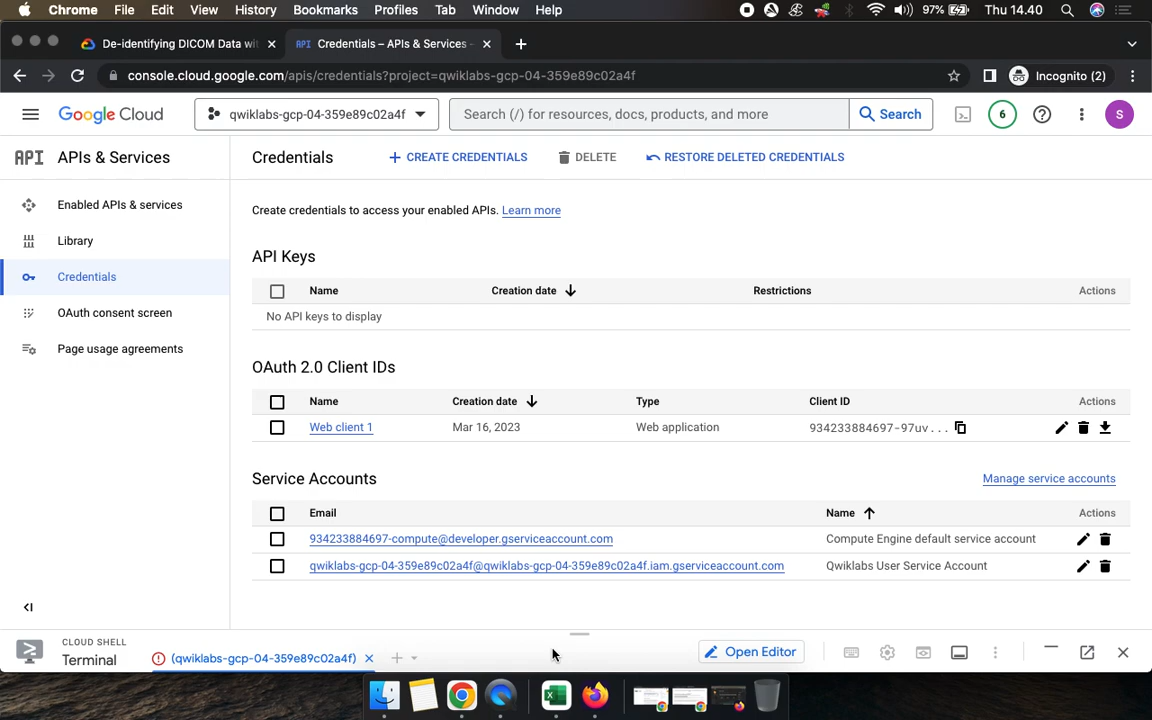 Chrome File Edit View History Bookmarks Profiles Tab Window Help 97% Thu 14.40
De-identifying DICOM Data wit
API Credentials – APIs & Services -
console.cloud.google.com/apis/credentials?project=qwiklabs-gcp-04-359e89c02a4f
Incognito (2)
Google Cloud
qwiklabs-gcp-04-359e89c02a4f
Search (/) for resources, docs, products, and more
Search
6
S
API APIs & Services
Credentials
+ CREATE CREDENTIALS
DELETE
RESTORE DELETED CREDENTIALS
Enabled APIs & services
Library
Credentials
OAuth consent screen
Page usage agreements
Create credentials to access your enabled APIs. Learn more
API Keys
Name Creation date Restrictions Actions
No API keys to display
OAuth 2.0 Client IDs
Name Creation date Type Client ID Actions
Web client 1 Mar 16, 2023 Web application 934233884697-97uv...
Service Accounts
Manage service accounts
Email Name Actions
934233884697-compute@developer.gserviceaccount.com Compute Engine default service account
qwiklabs-gcp-04-359e89c02a4f@qwiklabs-gcp-04-359e89c02a4f.iam.gserviceaccount.com Qwiklabs User Service Account
CLOUD SHELL
Terminal
(qwiklabs-gcp-04-359e89c02a4f)
Open Editor